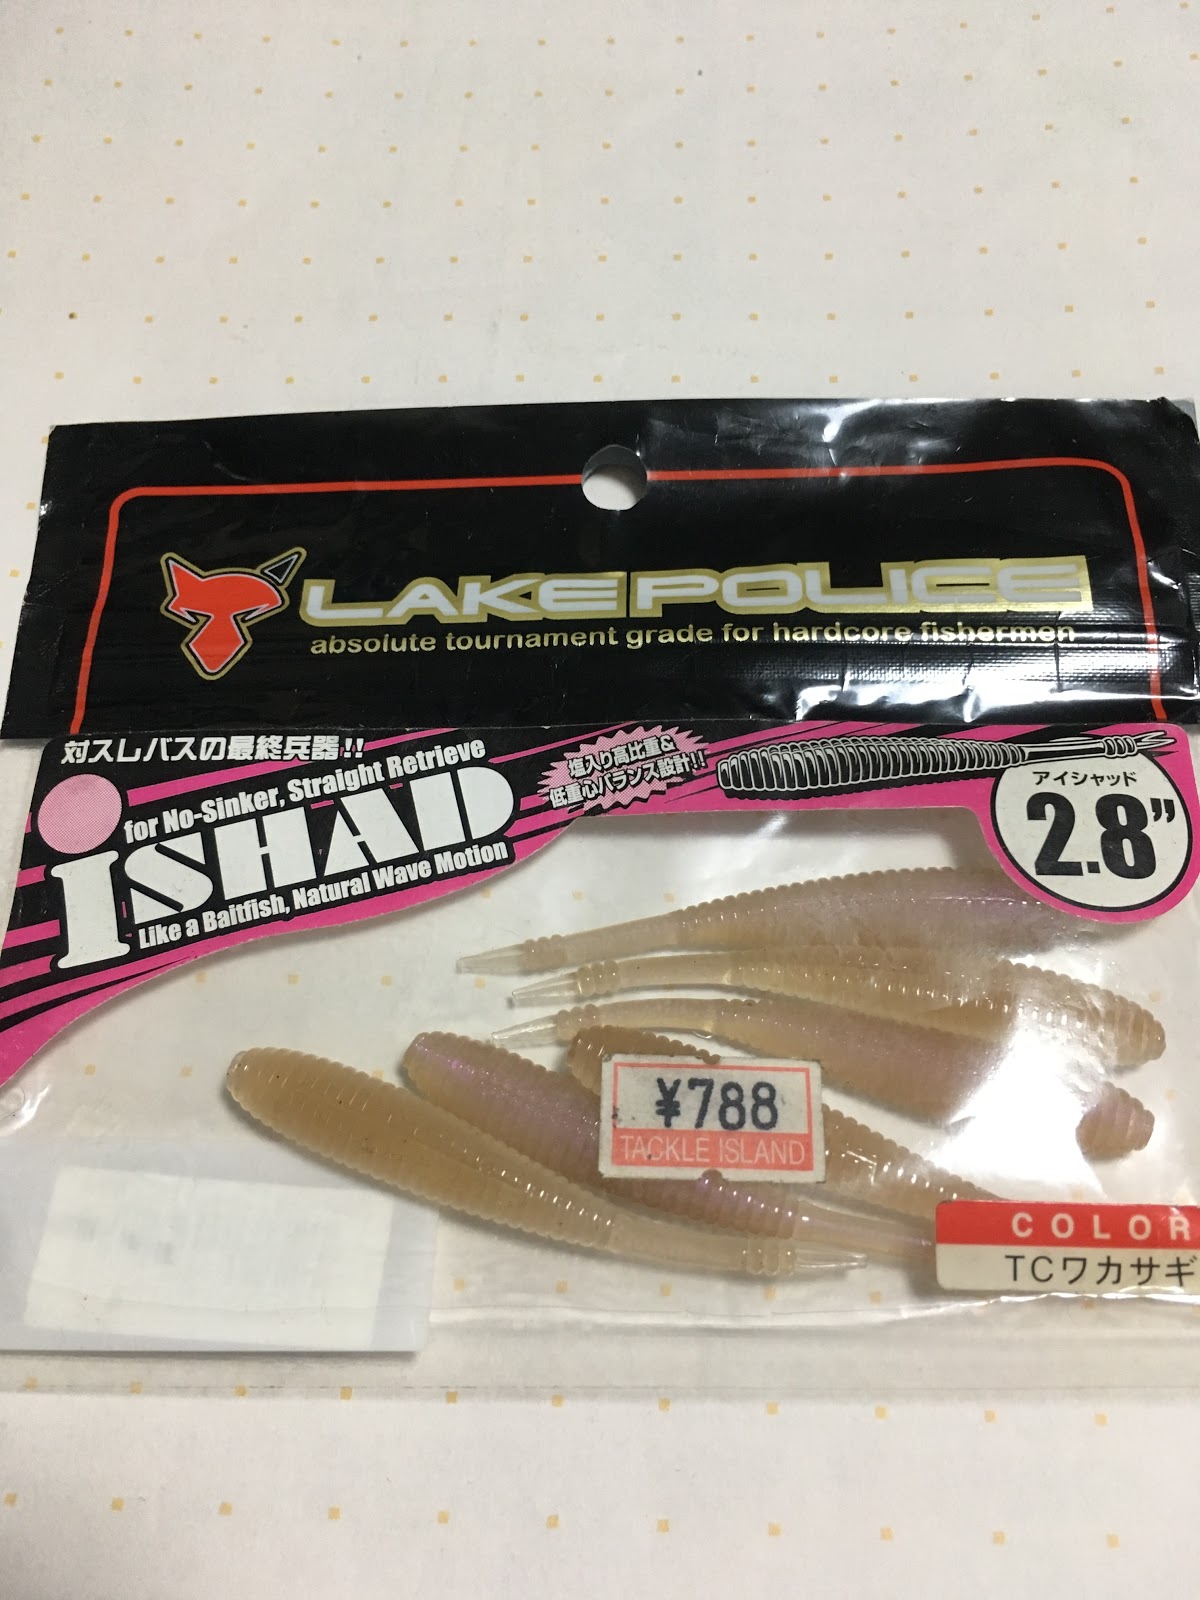 LAKE POLICE
absolute tournament grade for hardcore fishermen
対スレバスの最終兵器!!
for No-Sinker, Straight Retrieve
iSHAD
Like a Baitfish, Natural Wave Motion
塩入り高比重&
低重心バランス設計!!
アイシャッド
2.8”
¥788
TACKLE ISLAND
COLOR
TCワカサギ